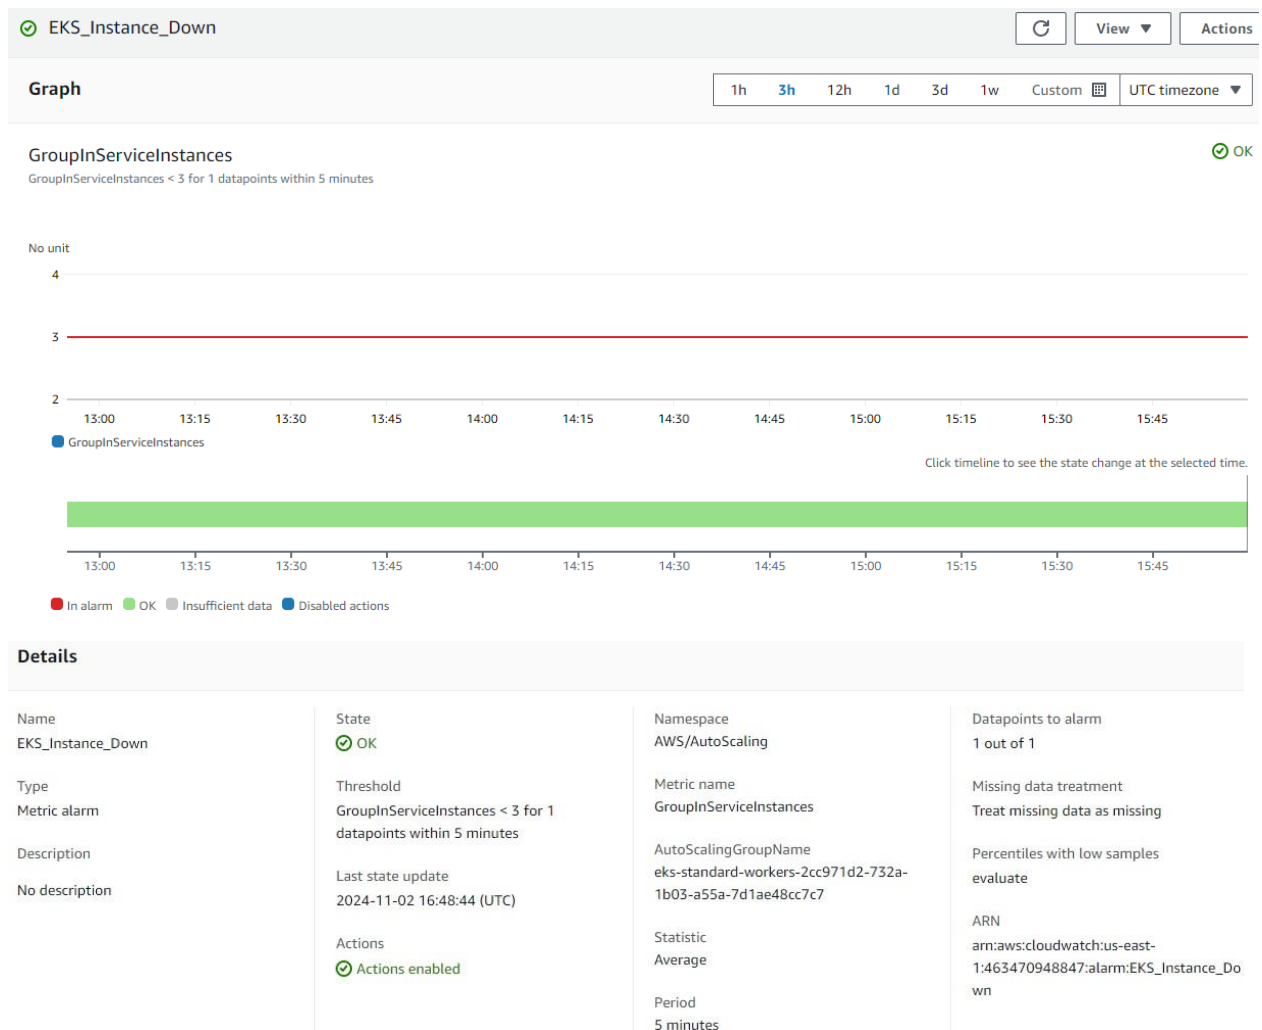 EKS_Instance_Down
View
Actions
Graph
1h 3h 12h 1d 3d 1w Custom UTC timezone
GroupInServiceInstances
OK
GroupInServiceInstances < 3 for 1 datapoints within 5 minutes
No unit
4
3
2
13:00 13:15 13:30 13:45 14:00 14:15 14:30 14:45 15:00 15:15 15:30 15:45
GroupInServiceInstances
Click timeline to see the state change at the selected time.
13:00 13:15 13:30 13:45 14:00 14:15 14:30 14:45 15:00 15:15 15:30 15:45
In alarm OK Insufficient data Disabled actions
Details
Name
EKS_Instance_Down
Type
Metric alarm
Description
No description
State
OK
Threshold
GroupInServiceInstances < 3 for 1
datapoints within 5 minutes
Last state update
2024-11-02 16:48:44 (UTC)
Actions
Actions enabled
Namespace
AWS/AutoScaling
Metric name
GroupInServiceInstances
AutoScalingGroupName
eks-standard-workers-2cc971d2-732a-
1b03-a55a-7d1ae48cc7c7
Statistic
Average
Period
5 minutes
Datapoints to alarm
1 out of 1
Missing data treatment
Treat missing data as missing
Percentiles with low samples
evaluate
ARN
arn:aws:cloudwatch:us-east-
1:463470948847:alarm:EKS_Instance_Do
wn